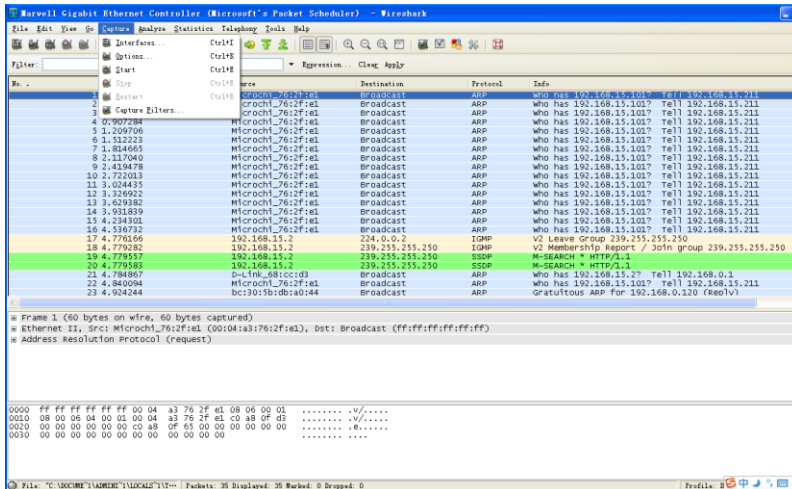 Marvell Gigabit Ethernet Controller (Microsoft's Packet Scheduler) - Wireshark
File Edit View Go Capture Analyze Statistics Telephony Tools Help
Interfaces... Ctrl+I
Options... Ctrl+K
Start Ctrl+E
Stop Ctrl+E
Restart Ctrl+R
Capture Filters...
Filter: Expression... Clear Apply
No. . Destination Protocol Info
1 Microchi_76:2f:e1 Broadcast ARP who has 192.168.15.101? Tell 192.168.15.211
2 Microchi_76:2f:e1 Broadcast ARP who has 192.168.15.101? Tell 192.168.15.211
3 Microchi_76:2f:e1 Broadcast ARP who has 192.168.15.101? Tell 192.168.15.211
4 0.907284 Microchi_76:2f:e1 Broadcast ARP who has 192.168.15.101? Tell 192.168.15.211
5 1.209706 Microchi_76:2f:e1 Broadcast ARP who has 192.168.15.101? Tell 192.168.15.211
6 1.512223 Microchi_76:2f:e1 Broadcast ARP who has 192.168.15.101? Tell 192.168.15.211
7 1.814665 Microchi_76:2f:e1 Broadcast ARP who has 192.168.15.101? Tell 192.168.15.211
8 2.117040 Microchi_76:2f:e1 Broadcast ARP who has 192.168.15.101? Tell 192.168.15.211
9 2.419478 Microchi_76:2f:e1 Broadcast ARP who has 192.168.15.101? Tell 192.168.15.211
10 2.722013 Microchi_76:2f:e1 Broadcast ARP who has 192.168.15.101? Tell 192.168.15.211
11 3.024435 Microchi_76:2f:e1 Broadcast ARP who has 192.168.15.101? Tell 192.168.15.211
12 3.326922 Microchi_76:2f:e1 Broadcast ARP who has 192.168.15.101? Tell 192.168.15.211
13 3.629382 Microchi_76:2f:e1 Broadcast ARP who has 192.168.15.101? Tell 192.168.15.211
14 3.931839 Microchi_76:2f:e1 Broadcast ARP who has 192.168.15.101? Tell 192.168.15.211
15 4.234301 Microchi_76:2f:e1 Broadcast ARP who has 192.168.15.101? Tell 192.168.15.211
16 4.536732 Microchi_76:2f:e1 Broadcast ARP who has 192.168.15.101? Tell 192.168.15.211
17 4.776166 192.168.15.2 224.0.0.2 IGMP V2 Leave Group 239.255.255.250
18 4.779282 192.168.15.2 239.255.255.250 IGMP V2 Membership Report / Join group 239.255.255.250
19 4.779557 192.168.15.2 239.255.255.250 SSDP M-SEARCH * HTTP/1.1
20 4.779583 192.168.15.2 239.255.255.250 SSDP M-SEARCH * HTTP/1.1
21 4.784867 D-Link_68:cc:d3 Broadcast ARP who has 192.168.15.2? Tell 192.168.0.1
22 4.840094 Microchi_76:2f:e1 Broadcast ARP who has 192.168.15.101? Tell 192.168.15.211
23 4.924244 bc:30:5b:db:a0:44 Broadcast ARP Gratuitous ARP for 192.168.0.120 (Reply)
Frame 1 (60 bytes on wire, 60 bytes captured)
Ethernet II, Src: Microchi_76:2f:e1 (00:04:a3:76:2f:e1), Dst: Broadcast (ff:ff:ff:ff:ff:ff)
Address Resolution Protocol (request)
0000 ff ff ff ff ff ff 00 04 a3 76 2f e1 08 06 00 01 ........ .v/.....
0010 08 00 06 04 00 01 00 04 a3 76 2f e1 c0 a8 0f d3 ........ .v/.....
0020 00 00 00 00 00 00 c0 a8 0f 65 00 00 00 00 00 00 ........ .e......
0030 00 00 00 00 00 00 00 00 00 00 00 00 ........ ....
File: "C:\DOCUME~1\ADMINI~1\LOCALS~1\T... Packets: 35 Displayed: 35 Marked: 0 Dropped: 0 Profile: D
中